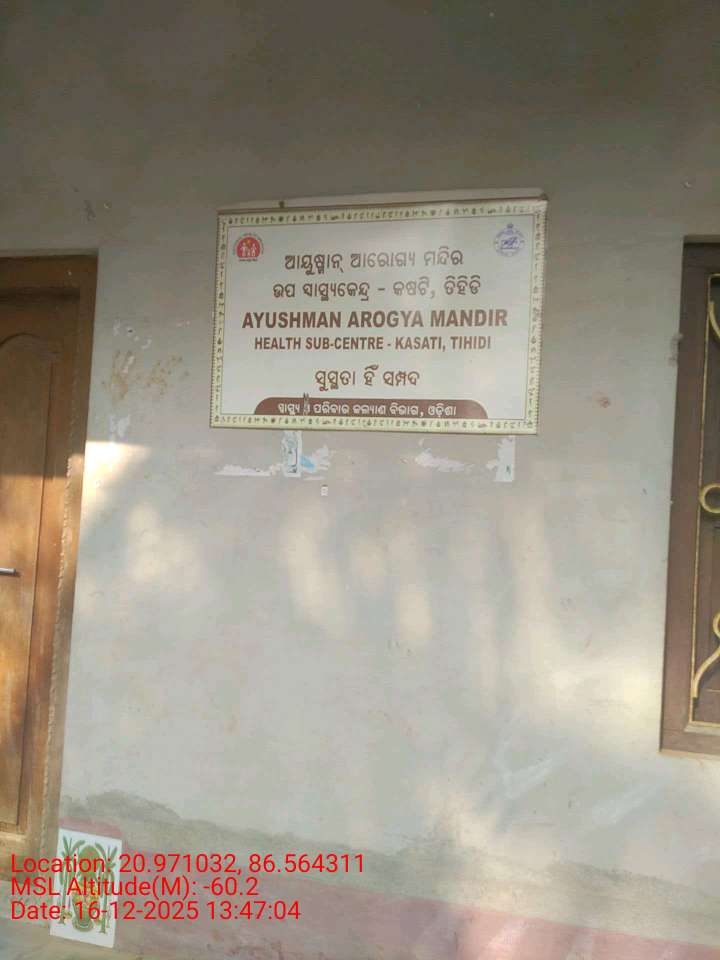 ଆୟୁଷ୍ମାନ୍ ଆରୋଗ୍ୟ ମନ୍ଦିର
ଉପ ସ୍ୱାସ୍ଥ୍ୟକେନ୍ଦ୍ର - କଷଟି, ତିହିଡି
AYUSHMAN AROGYA MANDIR
HEALTH SUB-CENTRE - KASATI, TIHIDI
ସୁସ୍ଥତା ହିଁ ସମ୍ପଦ
ସ୍ୱାସ୍ଥ୍ୟ ଓ ପରିବାର କଲ୍ୟାଣ ବିଭାଗ, ଓଡ଼ିଶା
Location: 20.971032, 86.564311
MSL Altitude(M): -60.2
Date: 16-12-2025 13:47:04